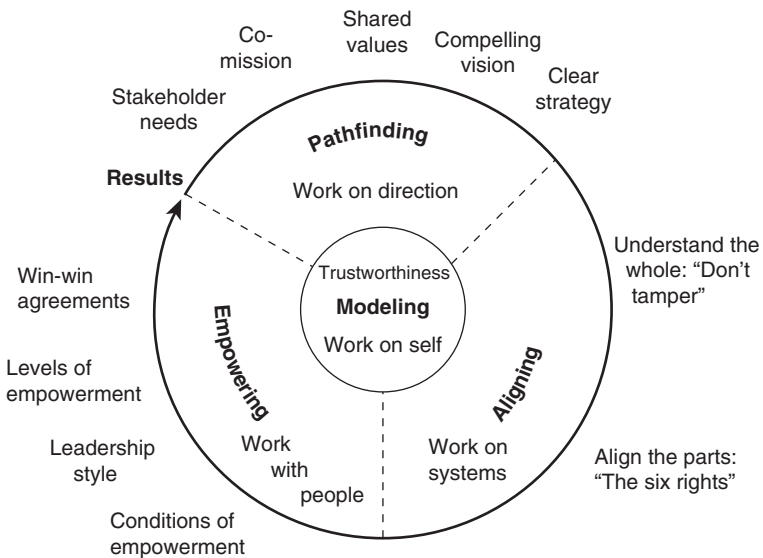 Co-
mission
Shared
values
Compelling
vision
Clear
strategy
Stakeholder
needs
Results
Pathfinding
Work on direction
Trustworthiness
Modeling
Work on self
Understand the
whole: “Don’t
tamper”
Aligning
Work on
systems
Align the parts:
“The six rights”
Empowering
Work
with
people
Win-win
agreements
Levels of
empowerment
Leadership
style
Conditions of
empowerment